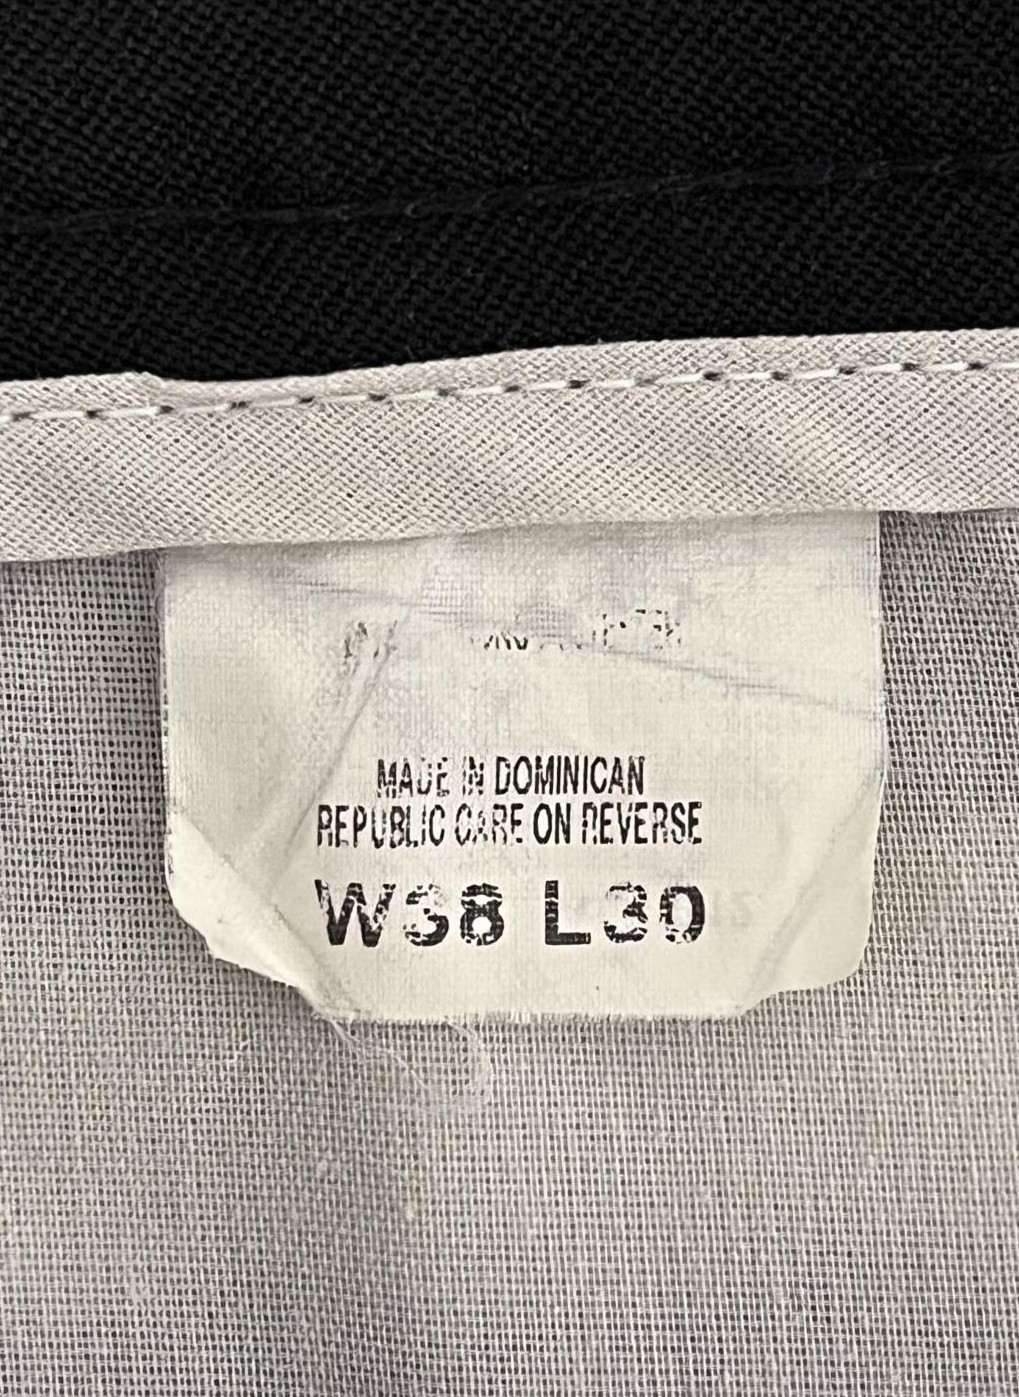 MADE IN DOMINICAN
REPUBLIC CARE ON REVERSE
W38 L30